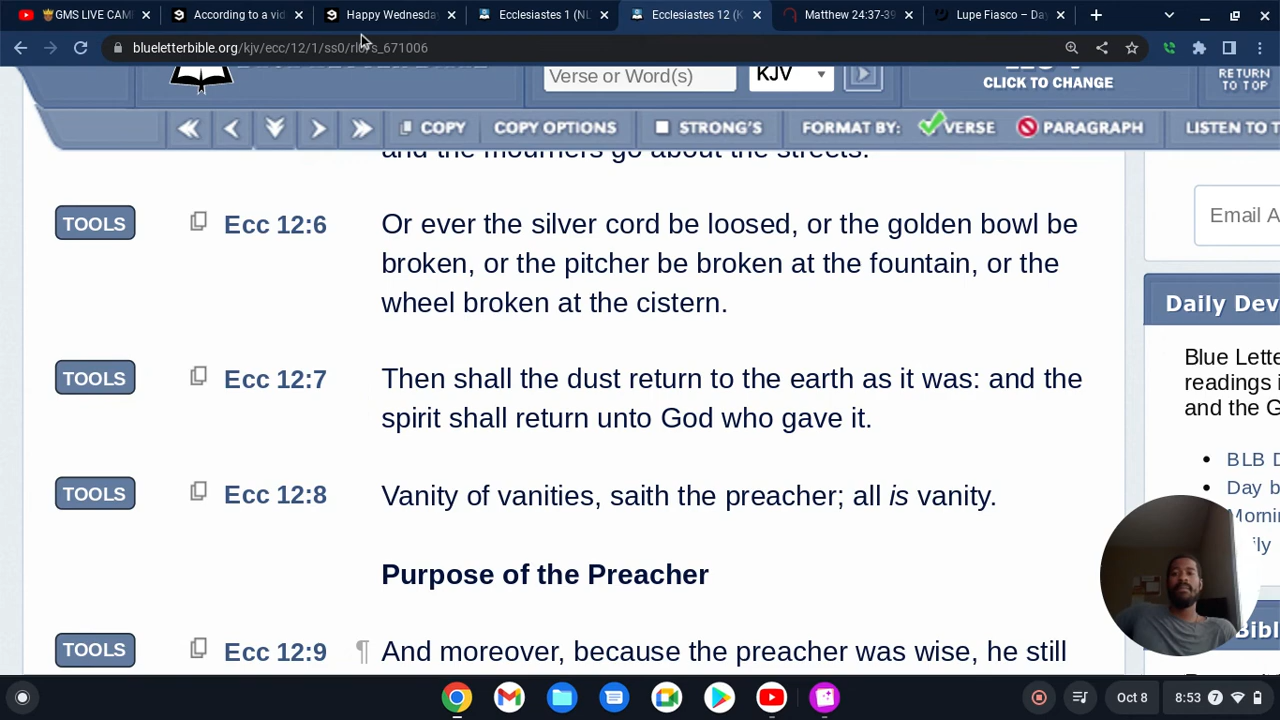 GMS LIVE CAM
According to a vid
Happy Wednesday
Ecclesiastes 1 (NL
Ecclesiastes 12 (K
Matthew 24:37-39
Lupe Fiasco – Da
blueletterbible.org/kjv/ecc/12/1/ss0/
_671006
Verse or Word(s)
KJV
CLICK TO CHANGE
RETURN
TO TOP
COPY
COPY OPTIONS
STRONG'S
FORMAT BY:
VERSE
PARAGRAPH
LISTEN TO
and the mourners go about the streets.
TOOLS
Ecc 12:6
Or ever the silver cord be loosed, or the golden bowl be
broken, or the pitcher be broken at the fountain, or the
wheel broken at the cistern.
TOOLS
Ecc 12:7
Then shall the dust return to the earth as it was: and the
spirit shall return unto God who gave it.
TOOLS
Ecc 12:8
Vanity of vanities, saith the preacher; all is vanity.
Purpose of the Preacher
TOOLS
Ecc 12:9
¶ And moreover, because the preacher was wise, he still
Email A
Daily Dev
Blue Lette
readings i
and the G
BLB D
Day b
Morni
Bibl
Oct 8
8:53
7